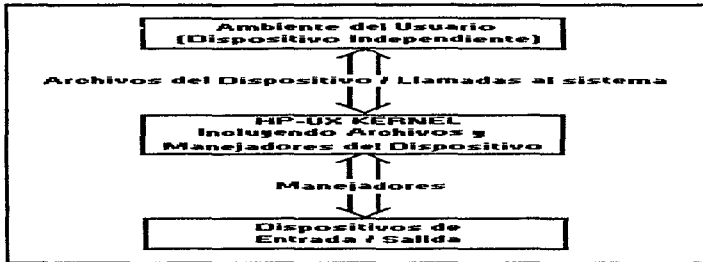 Ambiente del Usuario
(Dispositivo Independiente)
Archivos del Dispositivo / Llamadas al sistema
HP-UX KERNEL
Incluyendo Archivos y
Manejadores del Dispositivo
Manejadores
Dispositivos de
Entrada / Salida